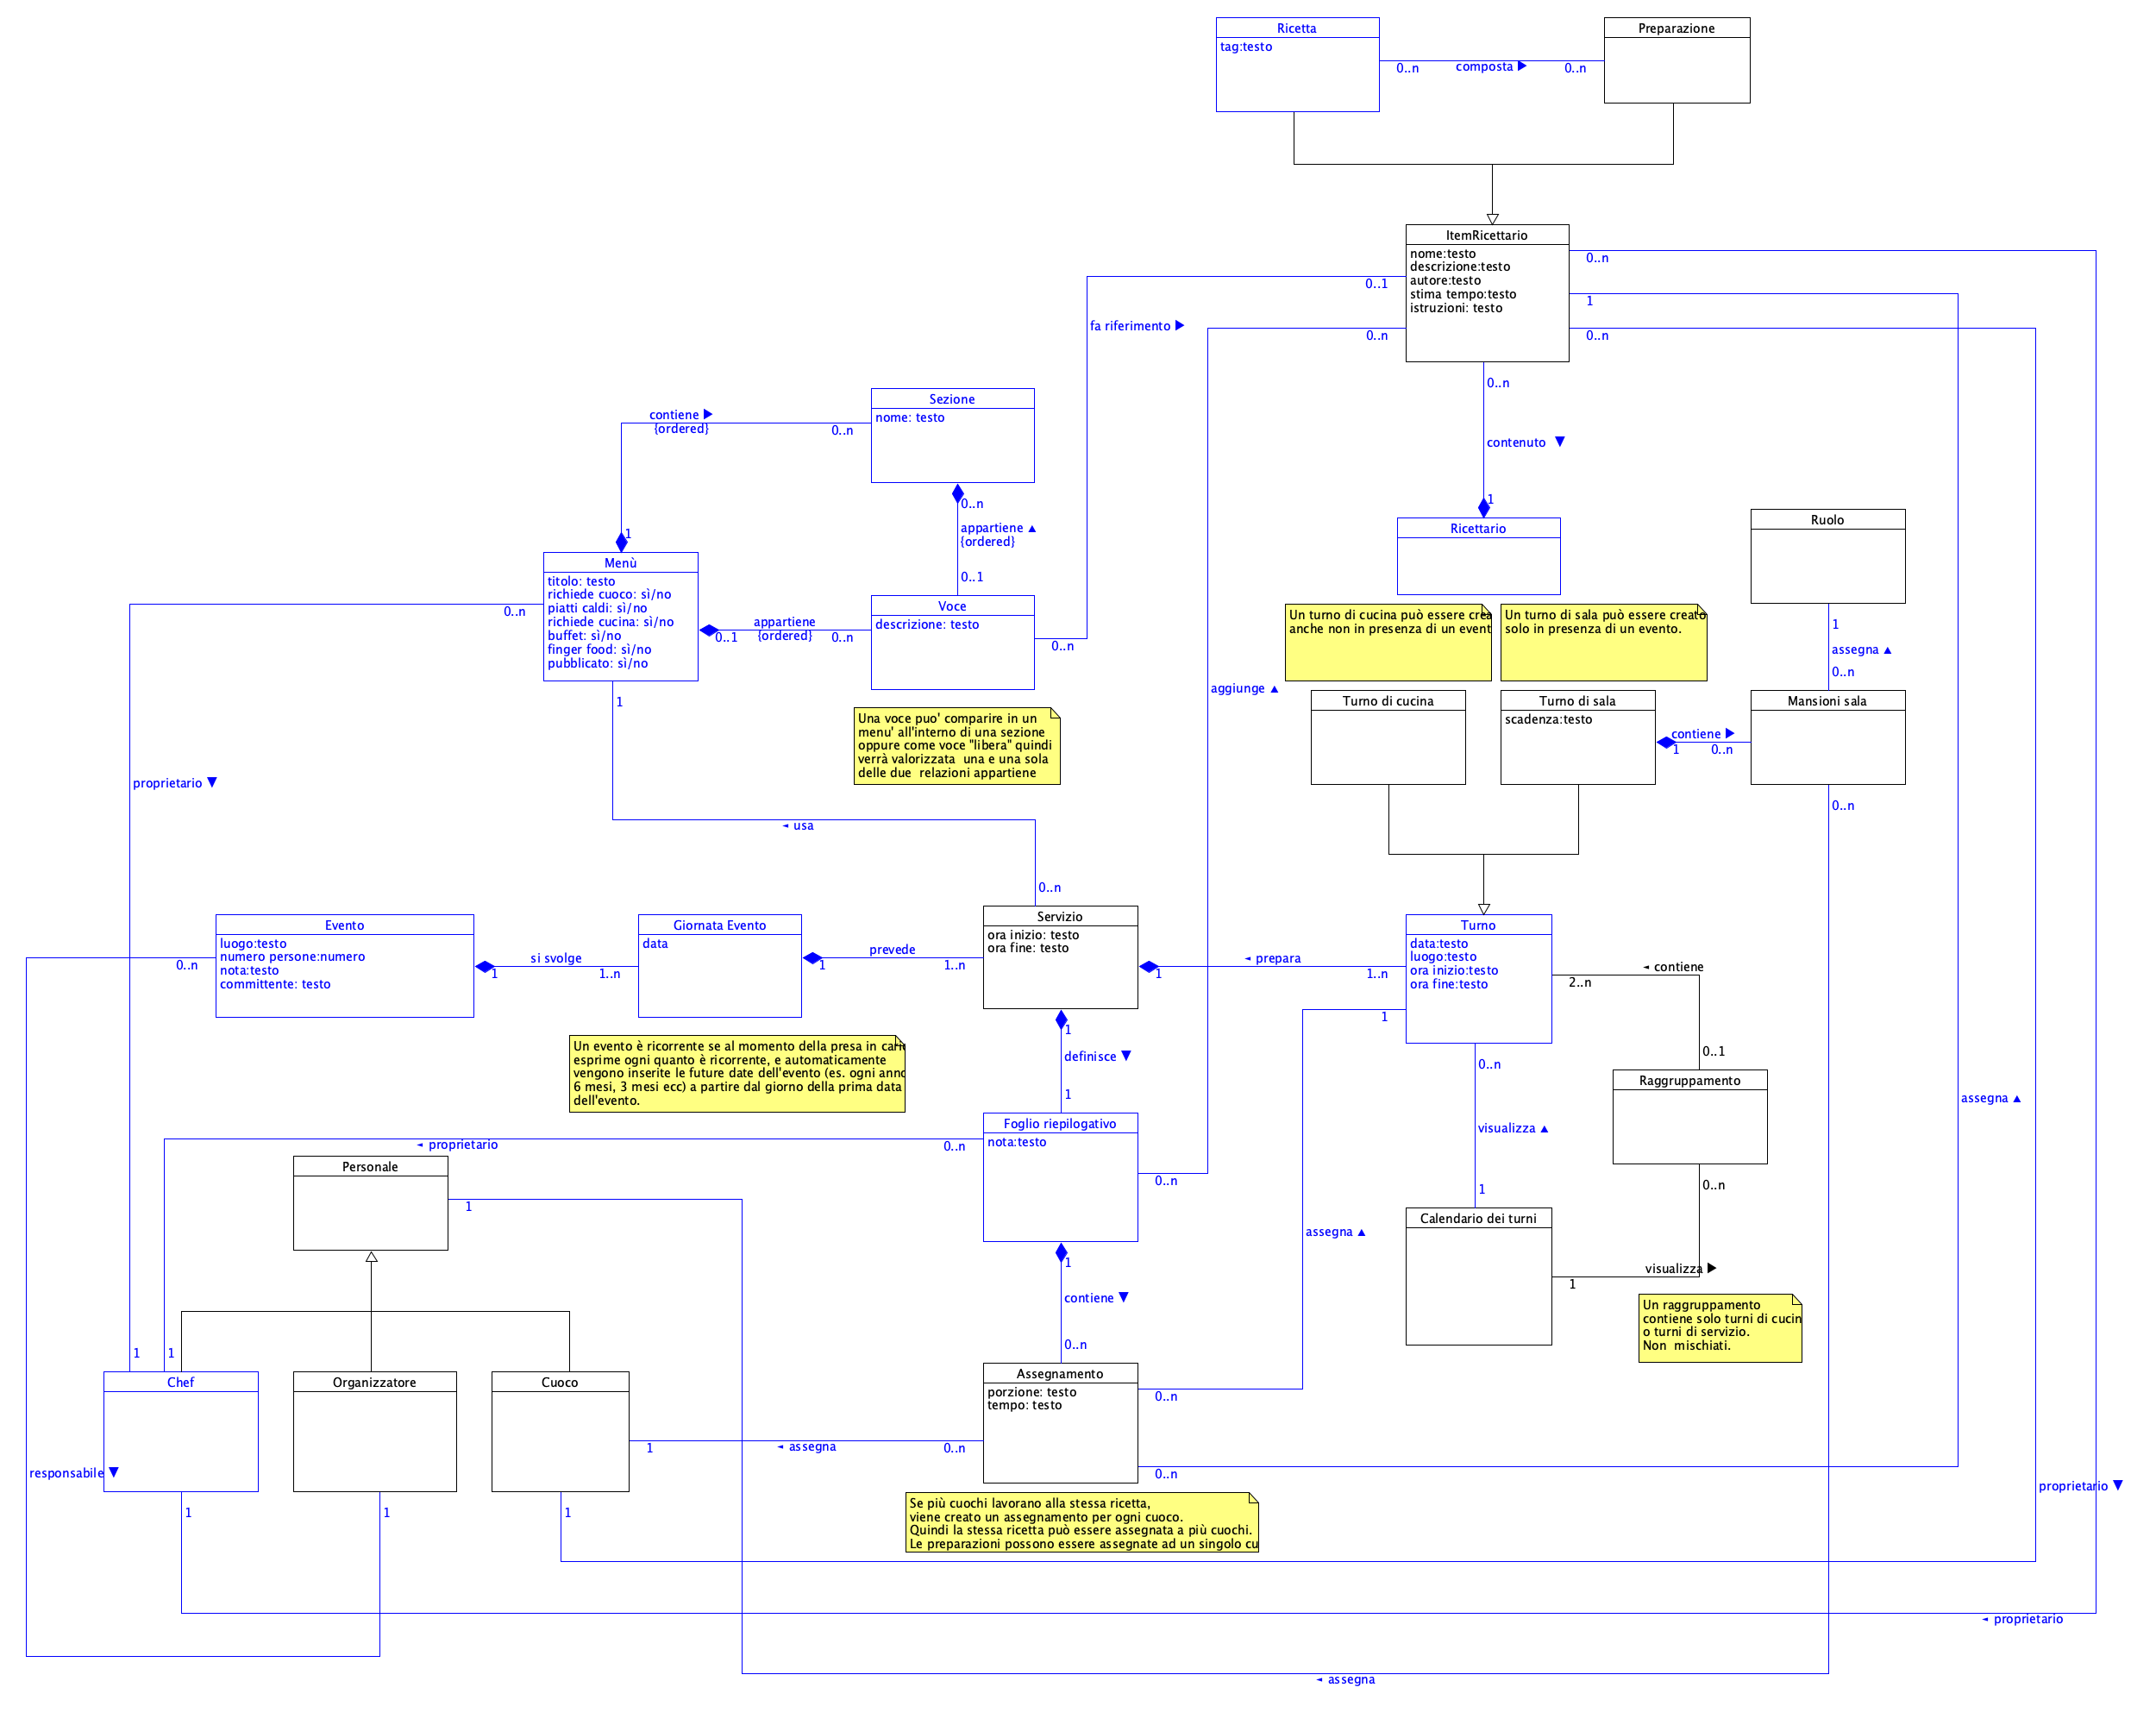 Ricetta
tag:testo
Preparazione
0..n
composta
0..n
ItemRicettario
nome:testo
descrizione:testo
autore:testo
stima tempo:testo
istruzioni: testo
0..n
0..1
1
0..n
0..n
fa riferimento
0..n
contenuto
1
Ricettario
Sezione
nome: testo
contiene
{ordered}
0..n
1
0..n
appartiene
{ordered}
0..1
Menù
titolo: testo
richiede cuoco: sì/no
piatti caldi: sì/no
richiede cucina: sì/no
buffet: sì/no
finger food: sì/no
pubblicato: sì/no
0..n
0..1
appartiene
{ordered}
0..n
Voce
descrizione: testo
0..n
1
Ruolo
1
assegna
0..n
Un turno di cucina può essere crea
anche non in presenza di un event
Un turno di sala può essere creato
solo in presenza di un evento.
aggiunge
Turno di cucina
Turno di sala
scadenza:testo
contiene
1
0..n
Mansioni sala
0..n
Una voce puo' comparire in un
menu' all'interno di una sezione
oppure come voce "libera" quindi
verrà valorizzata una e una sola
delle due relazioni appartiene
proprietario
usa
0..n
Evento
luogo:testo
numero persone:numero
nota:testo
committente: testo
0..n
1
si svolge
1..n
Giornata Evento
data
1
prevede
1..n
Servizio
ora inizio: testo
ora fine: testo
1
prepara
1..n
Turno
data:testo
luogo:testo
ora inizio:testo
ora fine:testo
contiene
2..n
0..1
1
1
definisce
1
0..n
visualizza
1
Raggruppamento
0..n
Un evento è ricorrente se al momento della presa in caric
esprime ogni quanto è ricorrente, e automaticamente
vengono inserite le future date dell'evento (es. ogni anno
6 mesi, 3 mesi ecc) a partire dal giorno della prima data
dell'evento.
assegna
Foglio riepilogativo
nota:testo
proprietario
0..n
0..n
Personale
1
Calendario dei turni
visualizza
1
assegna
1
contiene
0..n
Un raggruppamento
contiene solo turni di cucin
o turni di servizio.
Non mischiati.
1
1
Chef
Organizzatore
Cuoco
Assegnamento
porzione: testo
tempo: testo
0..n
1
assegna
0..n
0..n
responsabile
proprietario
1
1
1
Se più cuochi lavorano alla stessa ricetta,
viene creato un assegnamento per ogni cuoco.
Quindi la stessa ricetta può essere assegnata a più cuochi.
Le preparazioni possono essere assegnate ad un singolo cu
proprietario
assegna